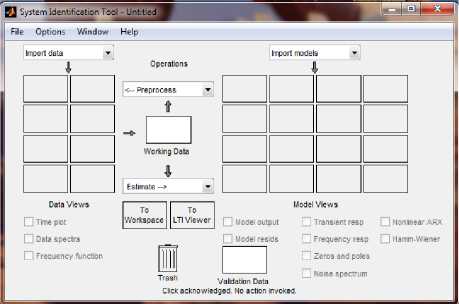 System Identification Tool - Untitled
File Options Window Help
Import data
Import models
Operations
<-- Preprocess
Working Data
Estimate -->
Data Views
To Workspace
To LTI Viewer
Model Views
Time plot
Data spectra
Frequency function
Model output
Model resids
Transient resp
Nonlinear ARX
Frequency resp
Hamm-Wiener
Zeros and poles
Noise spectrum
Trash
Validation Data
Click acknowledged. No action invoked.